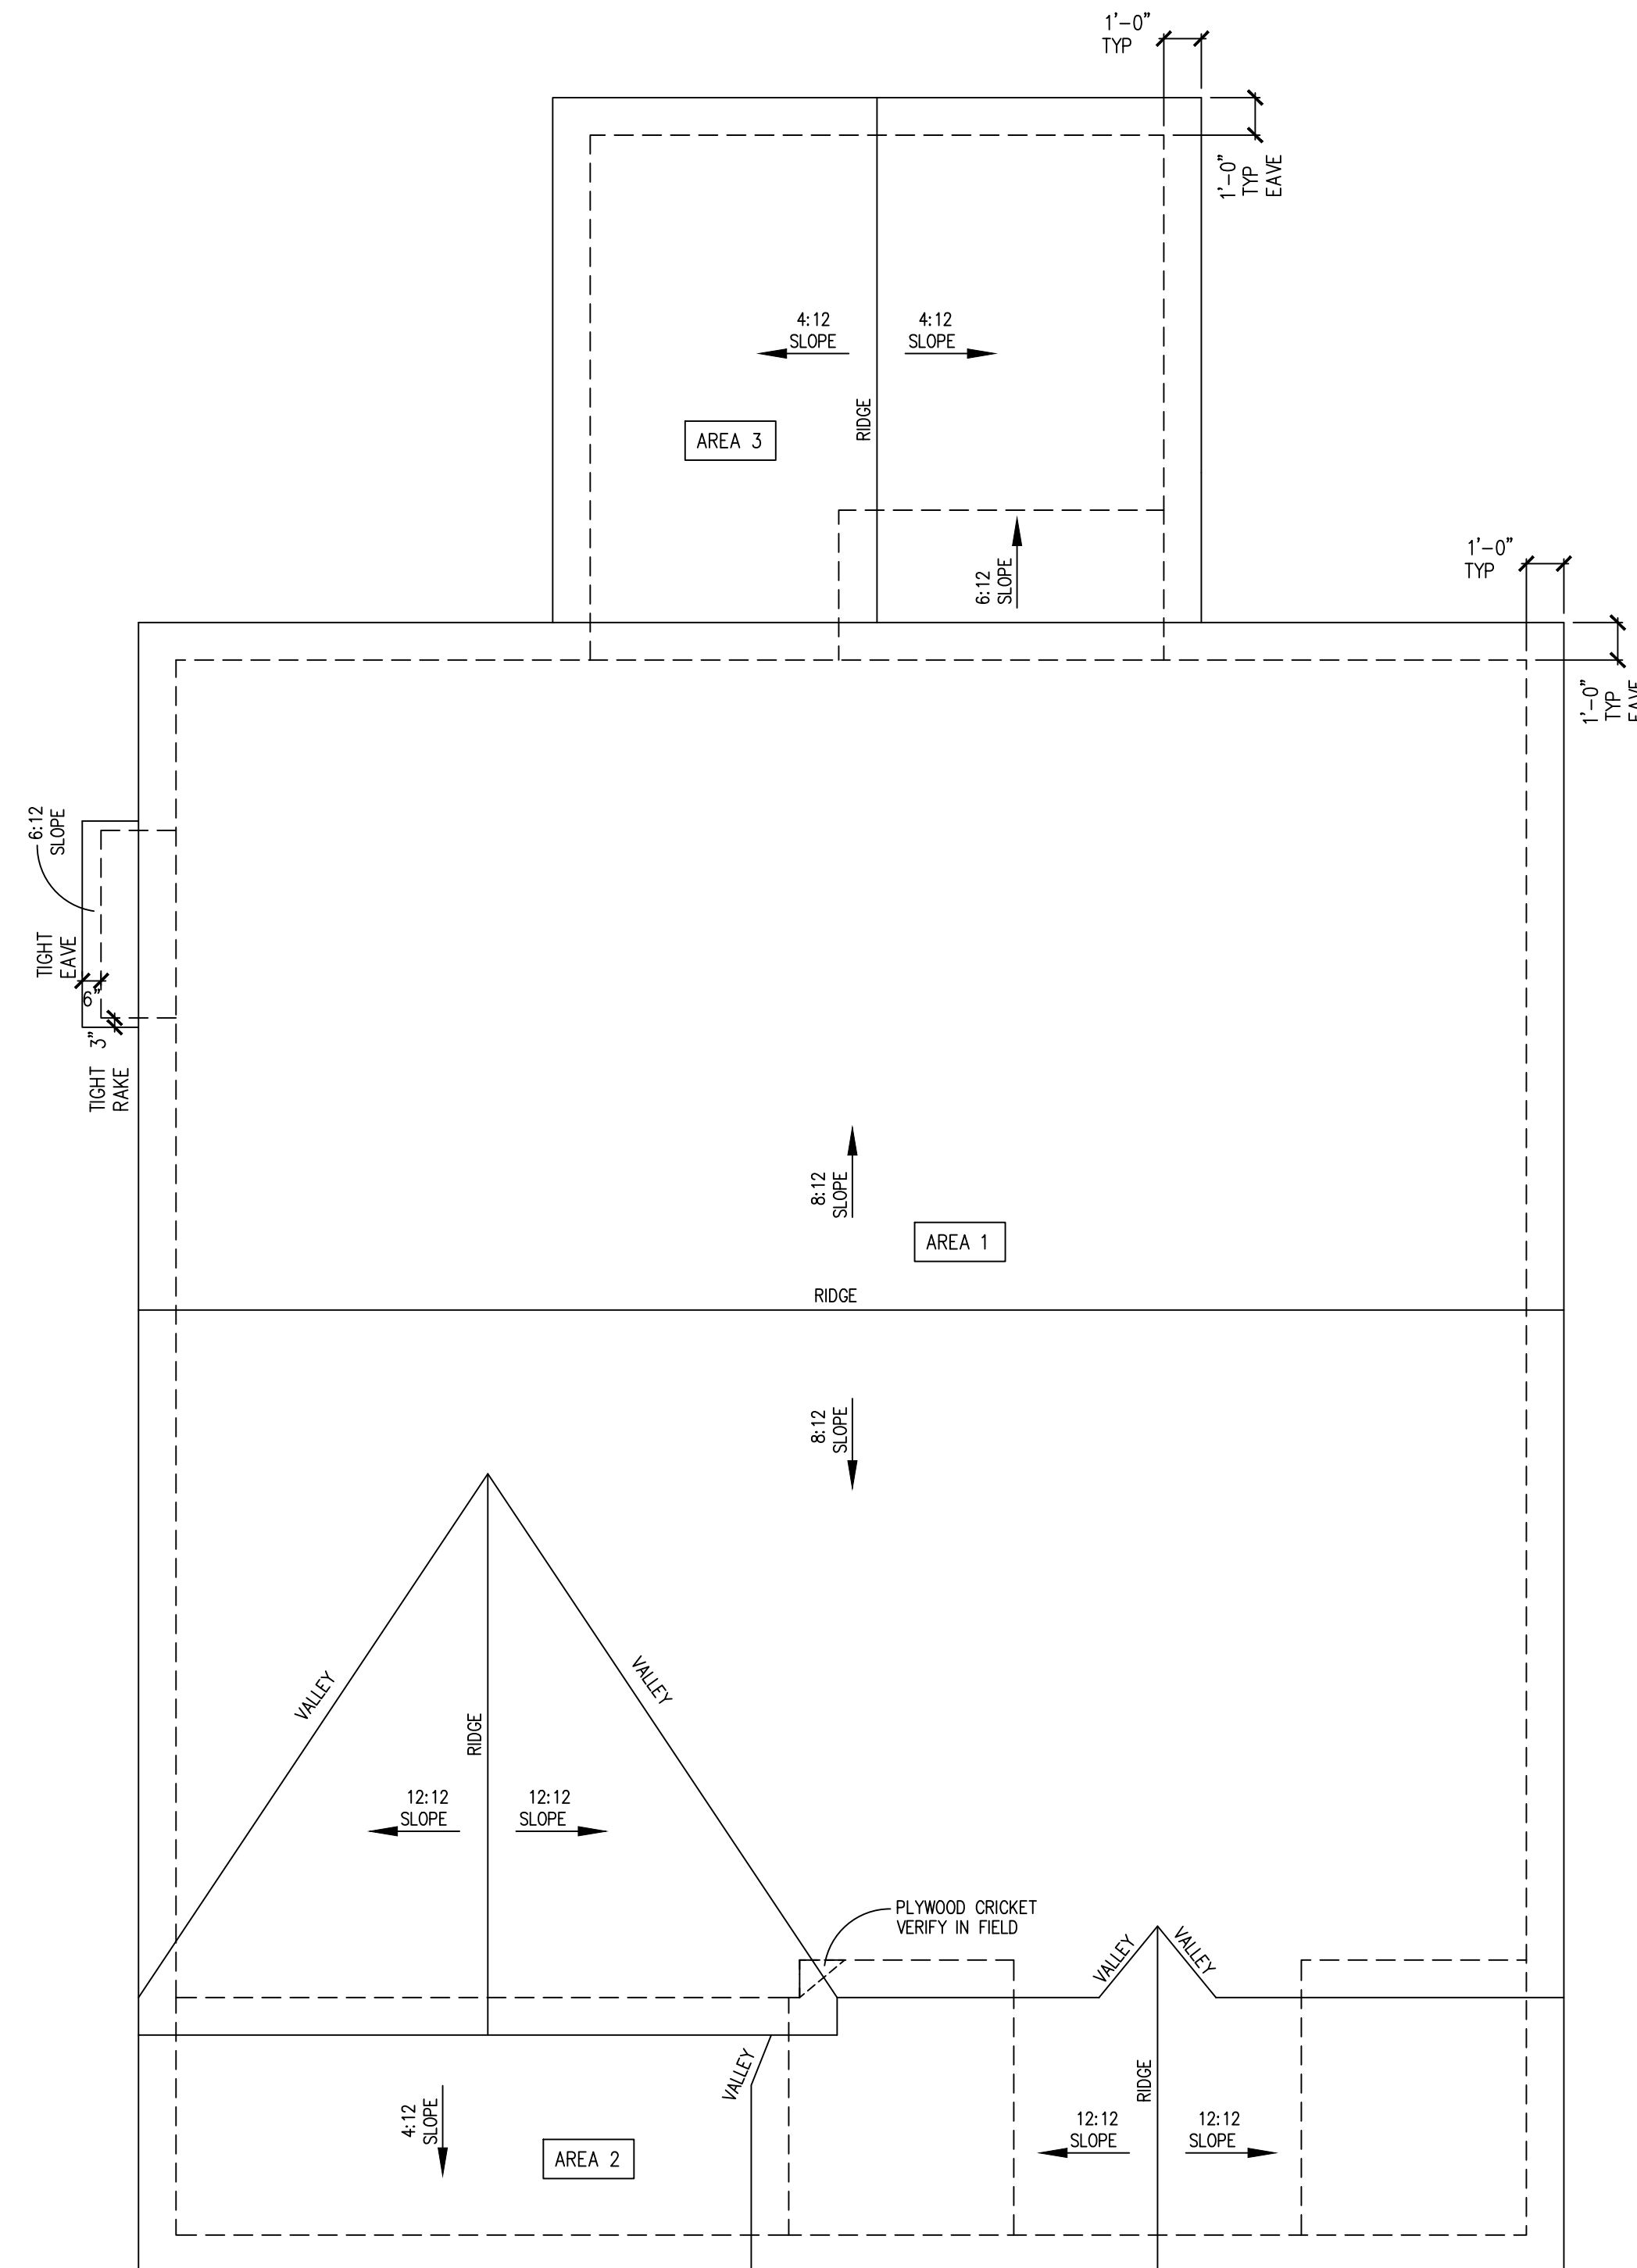 1'-0"
TYP
1'-0"
TYP
EAVE
4:12
SLOPE
4:12
SLOPE
RIDGE
AREA 3
6:12
SLOPE
1'-0"
TYP
1'-0"
TYP
EAVE
6:12
SLOPE
TIGHT
EAVE
6"
3"
TIGHT
RAKE
8:12
SLOPE
AREA 1
RIDGE
8:12
SLOPE
VALLEY
VALLEY
RIDGE
12:12
SLOPE
12:12
SLOPE
PLYWOOD CRICKET
VERIFY IN FIELD
VALLEY
VALLEY
VALLEY
RIDGE
4:12
SLOPE
AREA 2
12:12
SLOPE
12:12
SLOPE